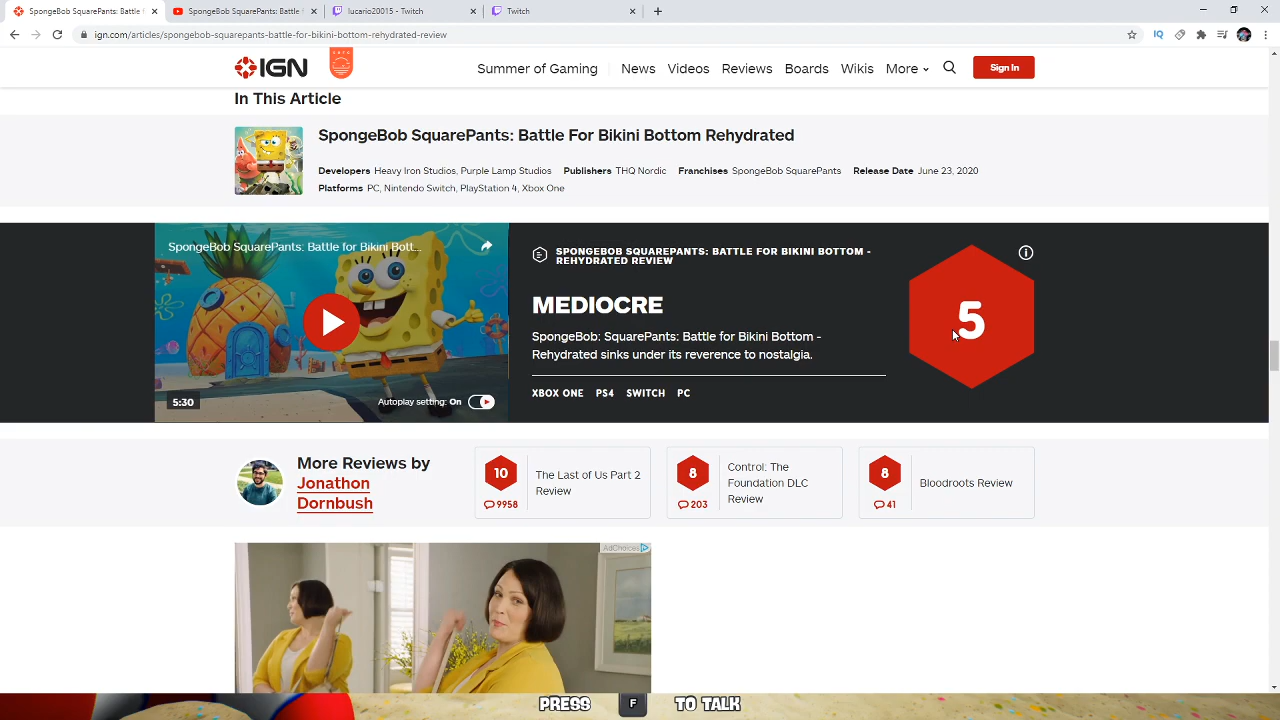 SpongeBob SquarePants: Battle f
SpongeBob SquarePants: Battle
lucario20015 - Twitch
Twitch
ign.com/articles/spongebob-squarepants-battle-for-bikini-bottom-rehydrated-review
IQ
IGN
Summer of Gaming
News
Videos
Reviews
Boards
Wikis
More
Sign In
In This Article
SpongeBob SquarePants: Battle For Bikini Bottom Rehydrated
Developers Heavy Iron Studios, Purple Lamp Studios Publishers THQ Nordic Franchises SpongeBob SquarePants Release Date June 23, 2020
Platforms PC, Nintendo Switch, PlayStation 4, Xbox One
SpongeBob SquarePants: Battle for Bikini Bott...
5:30
Autoplay setting: On
SPONGEBOB SQUAREPANTS: BATTLE FOR BIKINI BOTTOM -
REHYDRATED REVIEW
MEDIOCRE
SpongeBob: SquarePants: Battle for Bikini Bottom -
Rehydrated sinks under its reverence to nostalgia.
XBOX ONE PS4 SWITCH PC
5
More Reviews by
Jonathon
Dornbush
10
9958
The Last of Us Part 2
Review
8
203
Control: The
Foundation DLC
Review
8
41
Bloodroots Review
AdChoices
PRESS F TO TALK